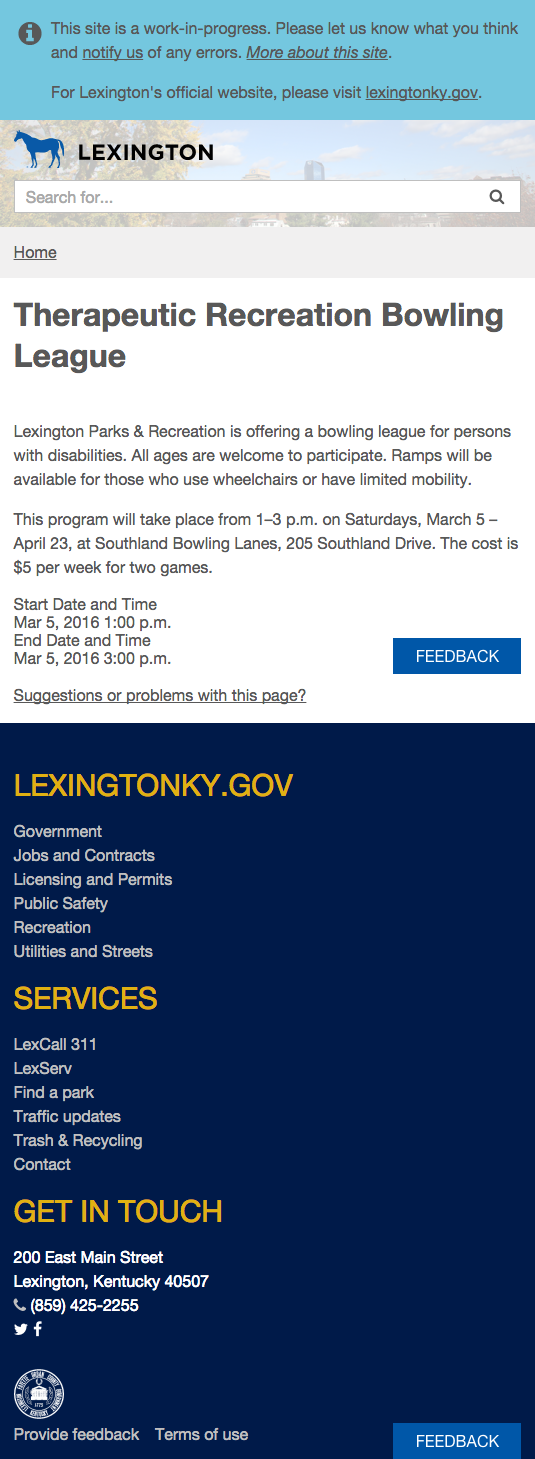 This site is a work-in-progress. Please let us know what you think
and notify us of any errors. More about this site.
For Lexington's official website, please visit lexingtonky.gov.
LEXINGTON
Search for...
Home
Therapeutic Recreation Bowling
League
Lexington Parks & Recreation is offering a bowling league for persons
with disabilities. All ages are welcome to participate. Ramps will be
available for those who use wheelchairs or have limited mobility.
This program will take place from 1–3 p.m. on Saturdays, March 5 –
April 23, at Southland Bowling Lanes, 205 Southland Drive. The cost is
$5 per week for two games.
Start Date and Time
Mar 5, 2016 1:00 p.m.
End Date and Time
Mar 5, 2016 3:00 p.m.
FEEDBACK
Suggestions or problems with this page?
LEXINGTONKY.GOV
Government
Jobs and Contracts
Licensing and Permits
Public Safety
Recreation
Utilities and Streets
SERVICES
LexCall 311
LexServ
Find a park
Traffic updates
Trash & Recycling
Contact
GET IN TOUCH
200 East Main Street
Lexington, Kentucky 40507
(859) 425-2255
Provide feedback Terms of use
FEEDBACK